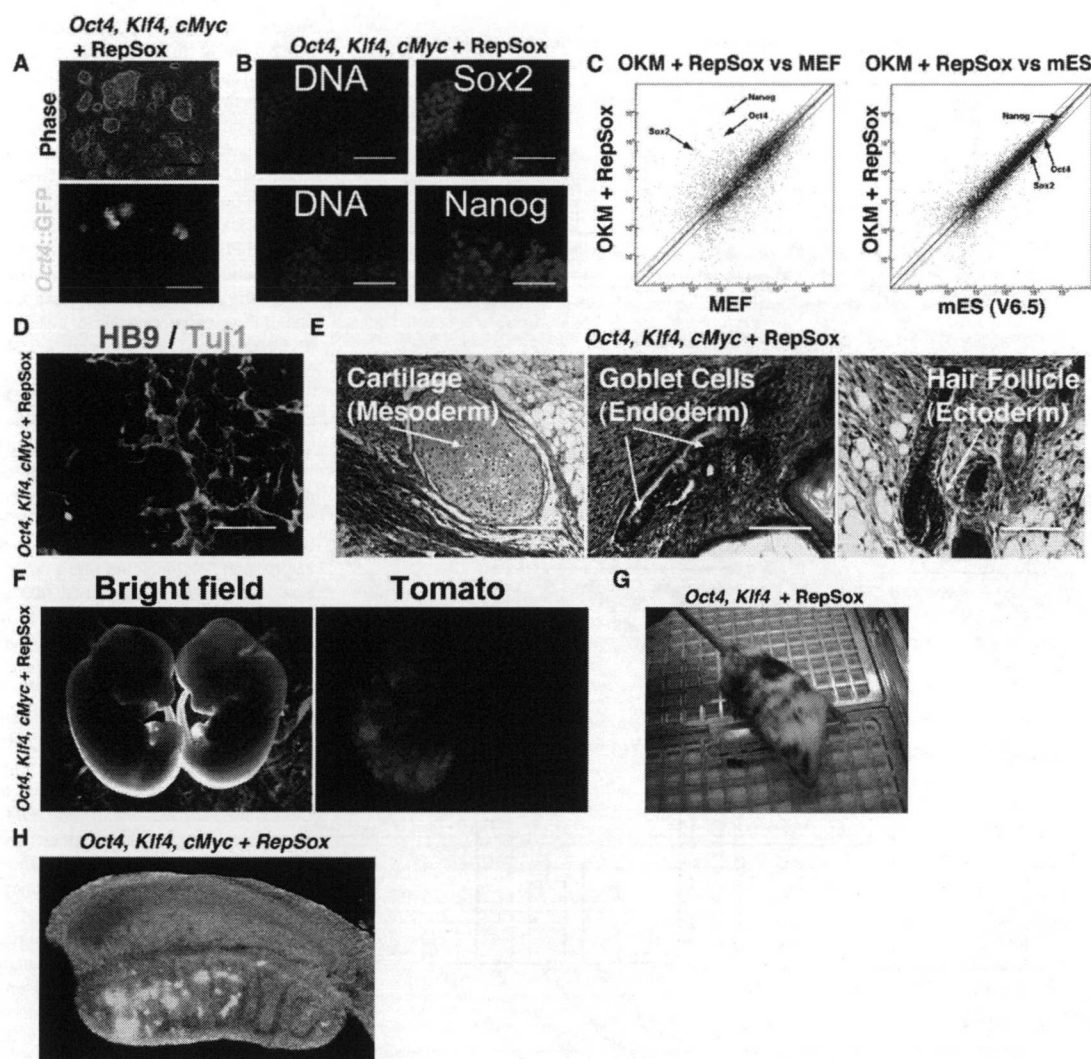 Oct4, Klf4, cMyc
+ RepSox
A
Phase
Oct4::GFP
B
Oct4, Klf4, cMyc + RepSox
DNA
Sox2
DNA
Nanog
C
OKM + RepSox vs MEF
OKM + RepSox
Nanog
Oct4
Sox2
MEF
OKM + RepSox vs mES
OKM + RepSox
Nanog
Oct4
Sox2
mES (V6.5)
D
HB9 / Tuj1
Oct4, Klf4, cMyc + RepSox
E
Oct4, Klf4, cMyc + RepSox
Cartilage
(Mesoderm)
Goblet Cells
(Endoderm)
Hair Follicle
(Ectoderm)
F
Bright field
Tomato
Oct4, Klf4, cMyc + RepSox
G
Oct4, Klf4 + RepSox
H
Oct4, Klf4, cMyc + RepSox